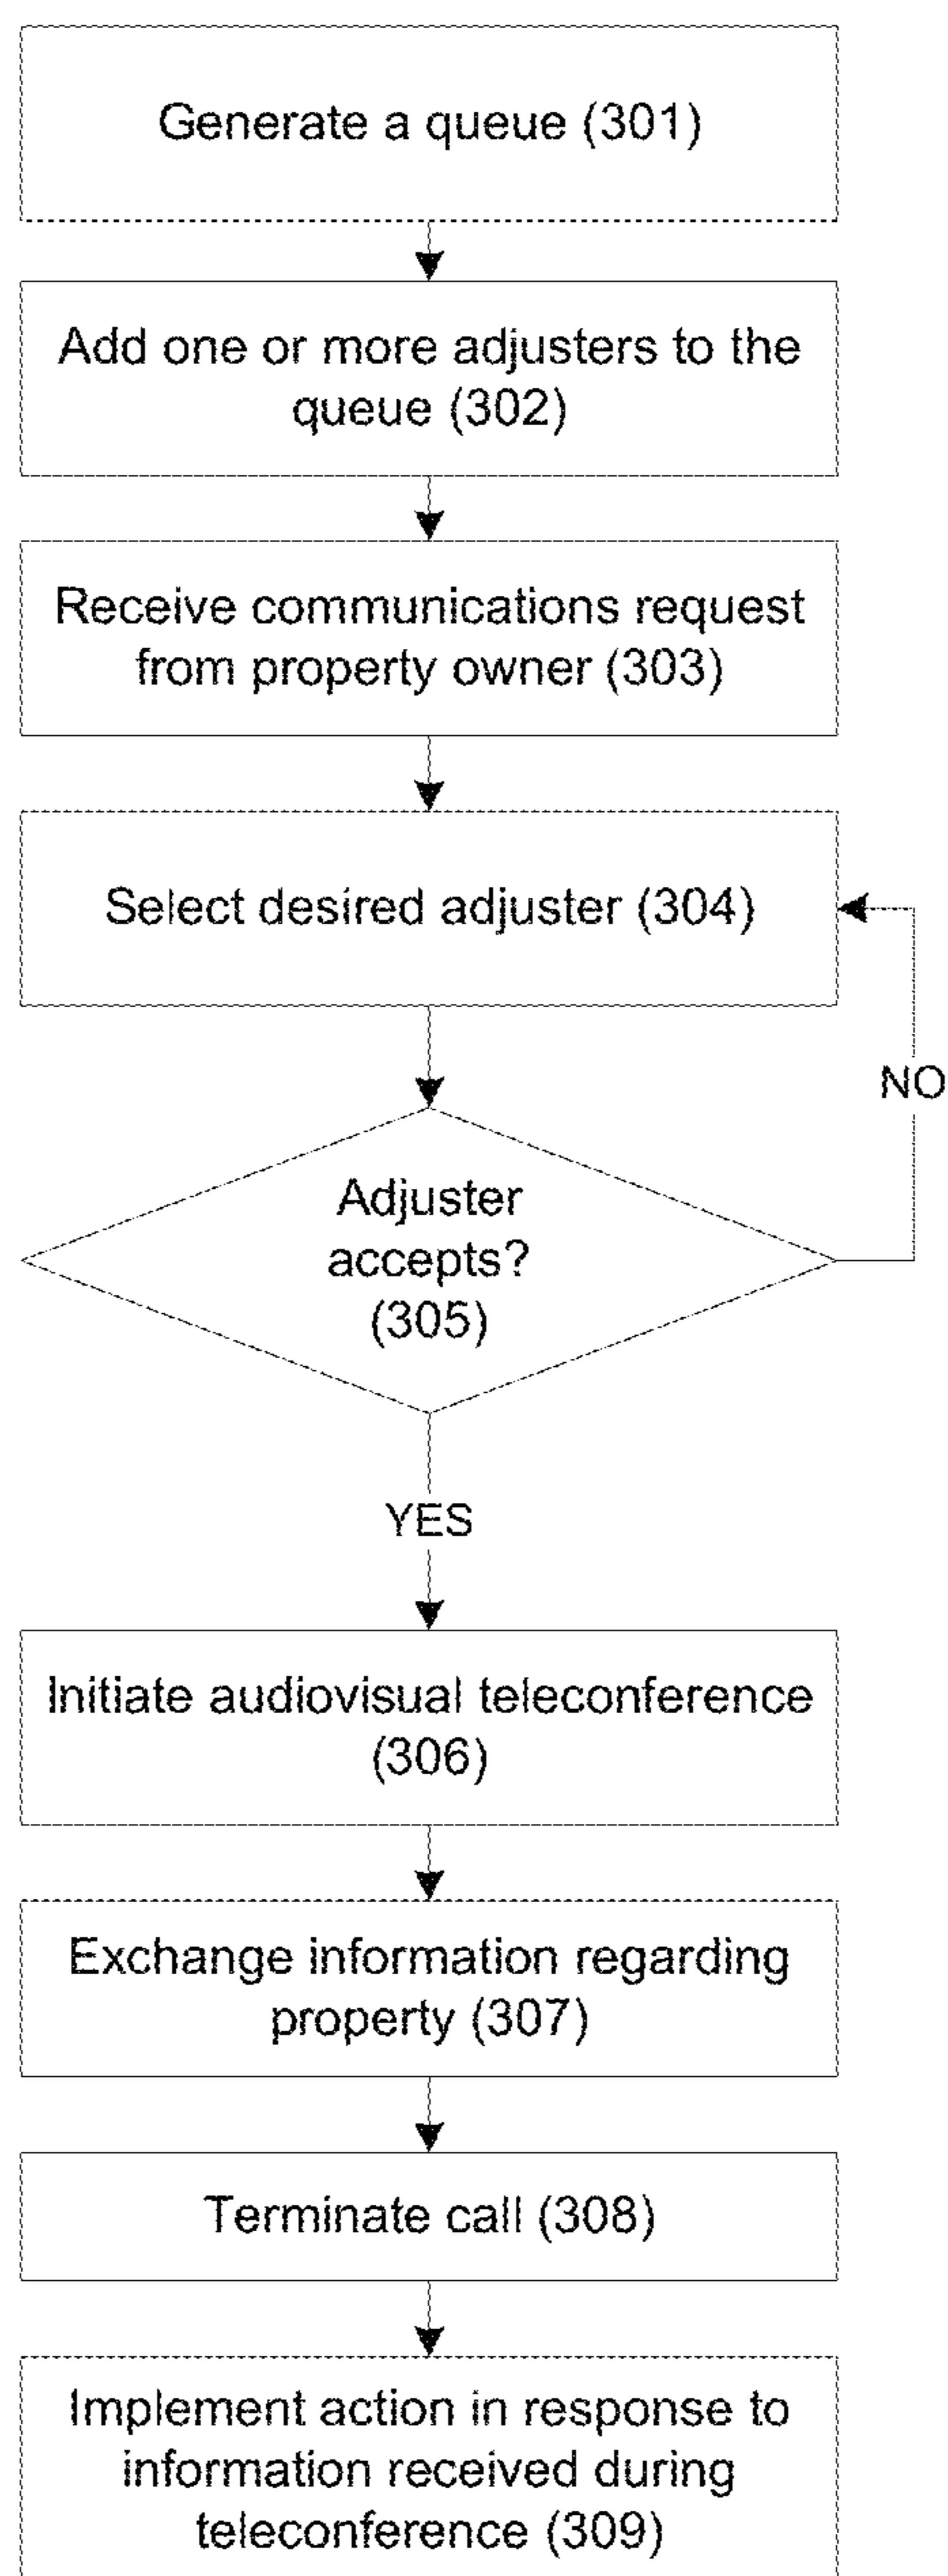 Generate a queue (301)
Add one or more adjusters to the
queue (302)
Receive communications request
from property owner (303)
Select desired adjuster (304)
NO
Adjuster
accepts?
(305)
YES
Initiate audiovisual teleconference
(306)
Exchange information regarding
property (307)
Terminate call (308)
Implement action in response to
information received during
teleconference (309)